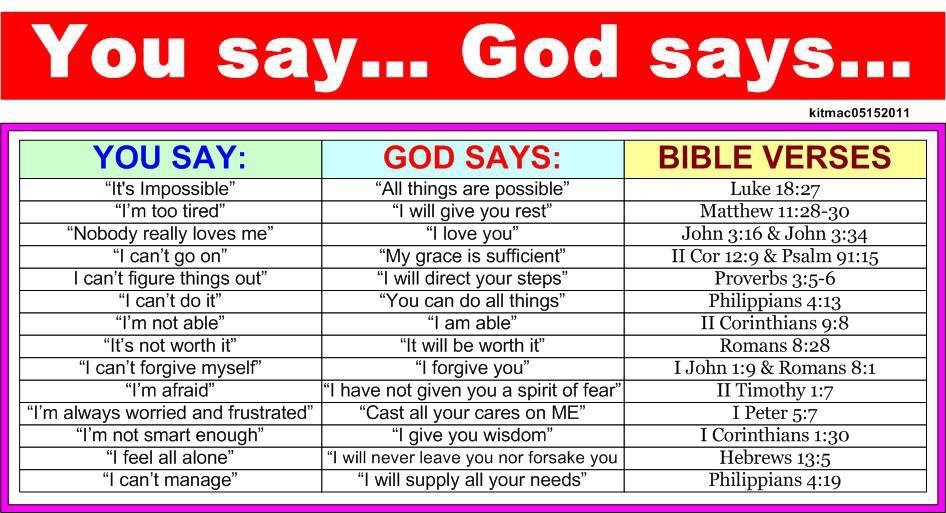 You say... God says...
kitmac05152011
YOU SAY: GOD SAYS: BIBLE VERSES
“It's Impossible” “All things are possible” Luke 18:27
“I’m too tired” “I will give you rest” Matthew 11:28-30
“Nobody really loves me” “I love you” John 3:16 & John 3:34
“I can’t go on” “My grace is sufficient” II Cor 12:9 & Psalm 91:15
I can’t figure things out” “I will direct your steps” Proverbs 3:5-6
“I can’t do it” “You can do all things” Philippians 4:13
“I’m not able” “I am able” II Corinthians 9:8
“It’s not worth it” “It will be worth it” Romans 8:28
“I can’t forgive myself” “I forgive you” I John 1:9 & Romans 8:1
“I’m afraid” “I have not given you a spirit of fear” II Timothy 1:7
“I’m always worried and frustrated” “Cast all your cares on ME” I Peter 5:7
“I’m not smart enough” “I give you wisdom” I Corinthians 1:30
“I feel all alone” “I will never leave you nor forsake you Hebrews 13:5
“I can’t manage” “I will supply all your needs” Philippians 4:19